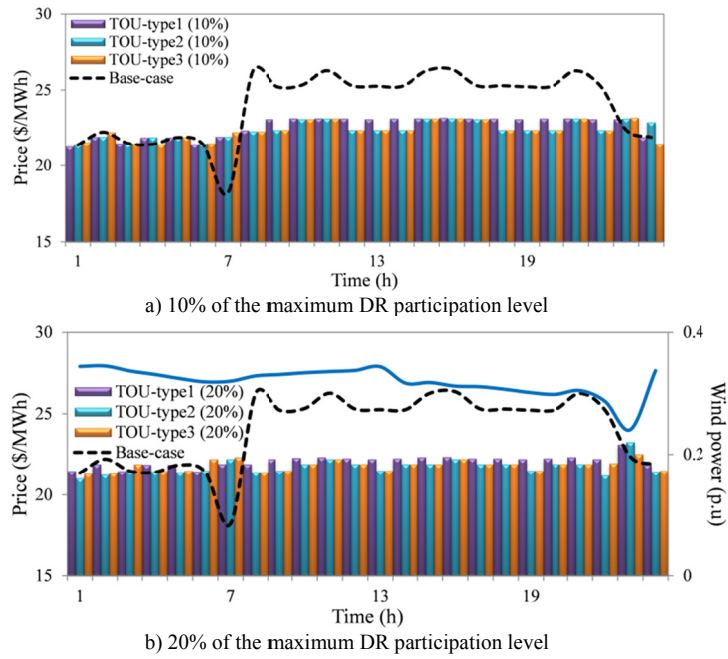 30
25
20
15
Price ($/MWh)
TOU-type1 (10%)
TOU-type2 (10%)
TOU-type3 (10%)
Base-case
1 7 13 19
Time (h)
a) 10% of the maximum DR participation level
30
25
20
15
Price ($/MWh)
TOU-type1 (20%)
TOU-type2 (20%)
TOU-type3 (20%)
Base-case
0.4
0.2
0
Wind power (p.u)
1 7 13 19
Time (h)
b) 20% of the maximum DR participation level